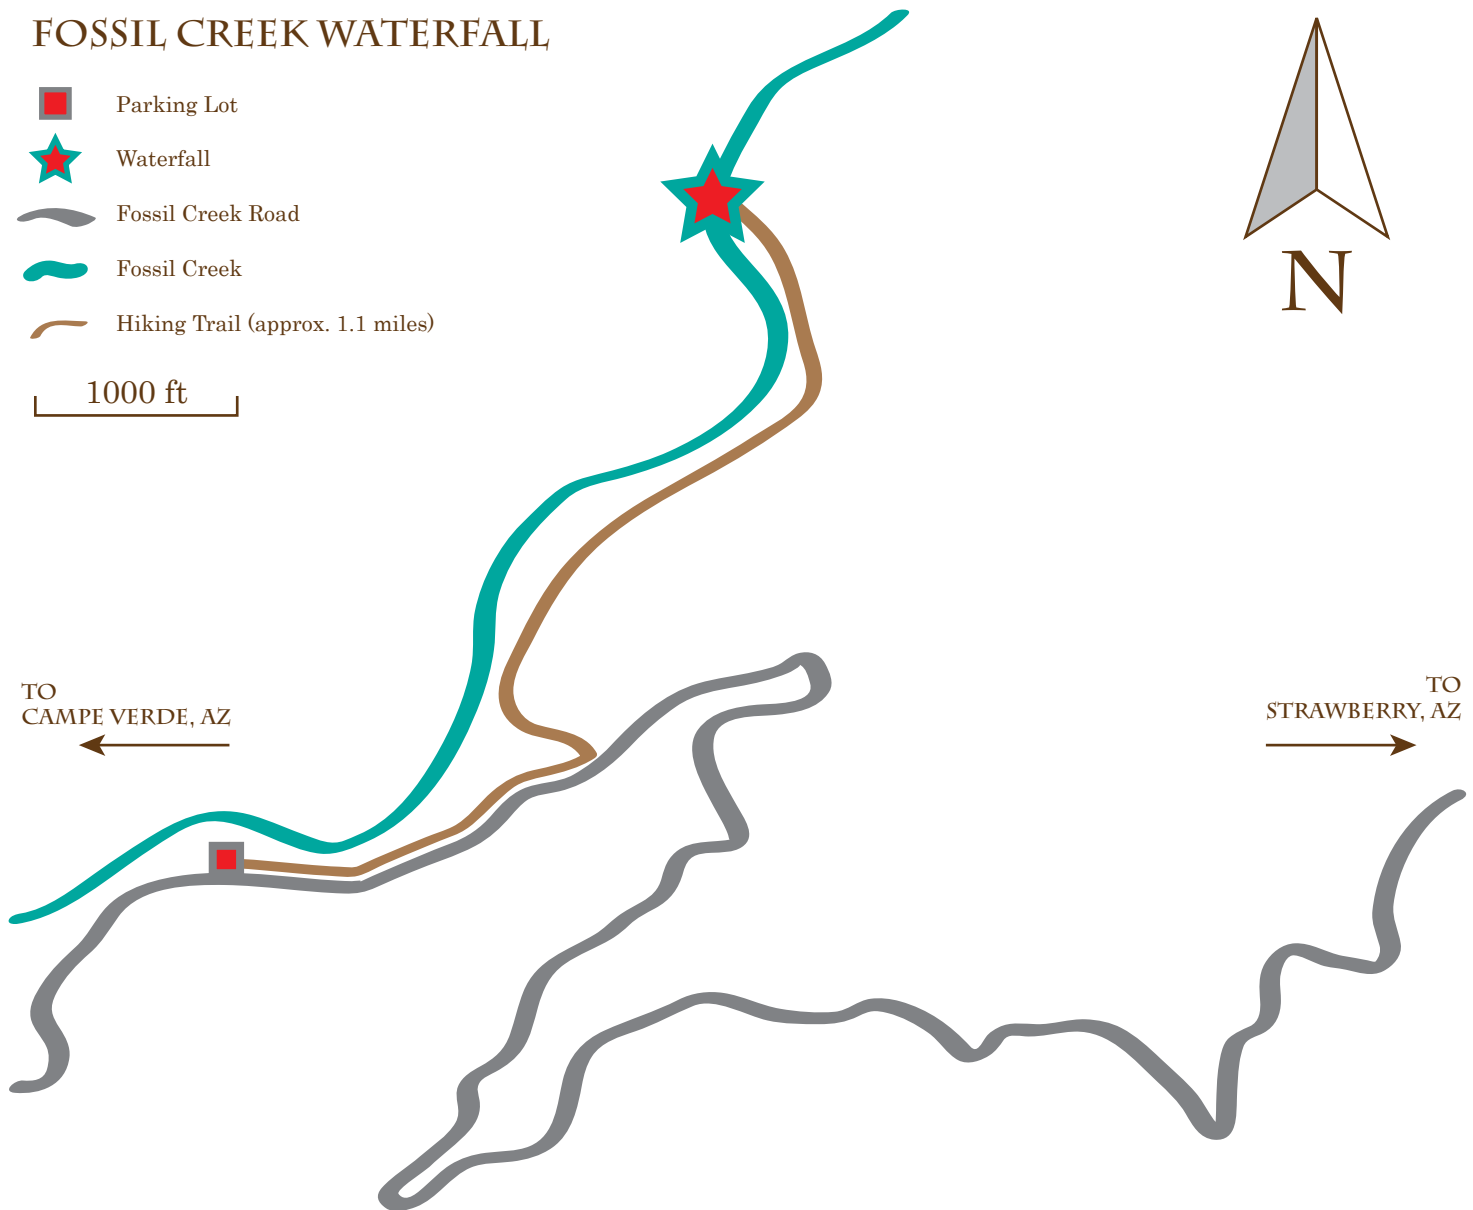 FOSSIL CREEK WATERFALL
Parking Lot
Waterfall
Fossil Creek Road
Fossil Creek
Hiking Trail (approx. 1.1 miles)
1000 ft
N
TO
CAMPE VERDE, AZ
TO
STRAWBERRY, AZ